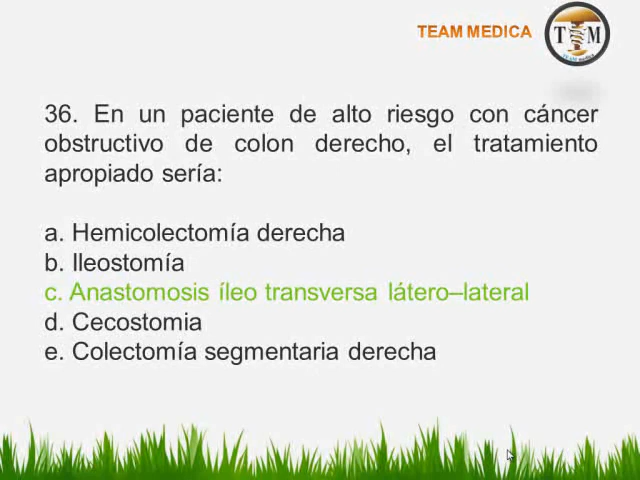 TEAM MEDICA
T M
36. En un paciente de alto riesgo con cáncer
obstructivo de colon derecho, el tratamiento
apropiado sería:
a. Hemicolectomía derecha
b. Ileostomía
c. Anastomosis íleo transversa látero–lateral
d. Cecostomia
e. Colectomía segmentaria derecha